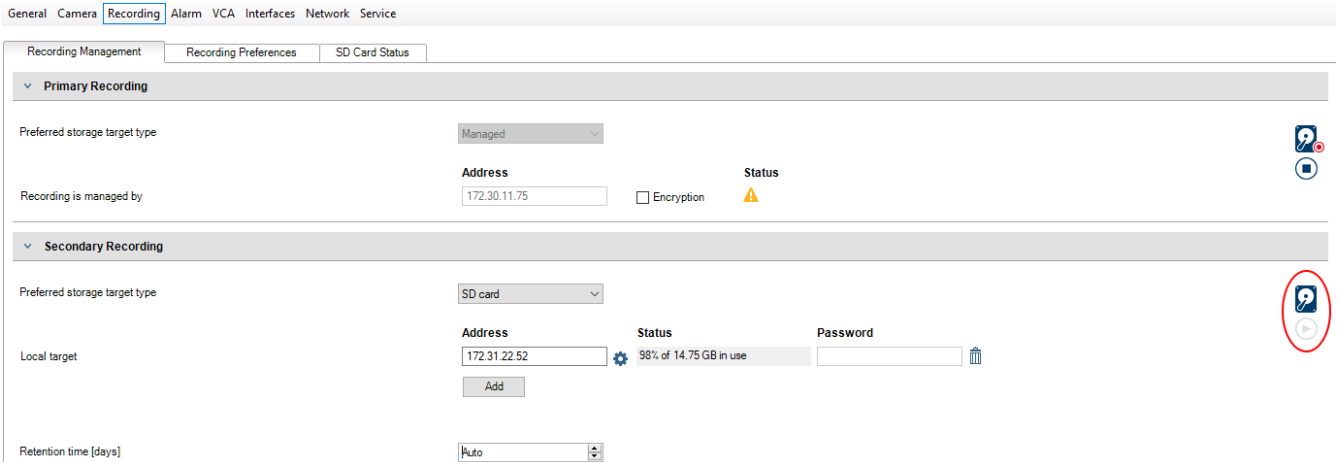 General Camera Recording Alarm VCA Interfaces Network Service
Recording Management Recording Preferences SD Card Status
Primary Recording
Preferred storage target type Managed
Address Status
Recording is managed by 172.30.11.75 Encryption
Secondary Recording
Preferred storage target type SD card
Address Status Password
Local target 172.31.22.52 98% of 14.75 GB in use
Add
Retention time [days] Auto